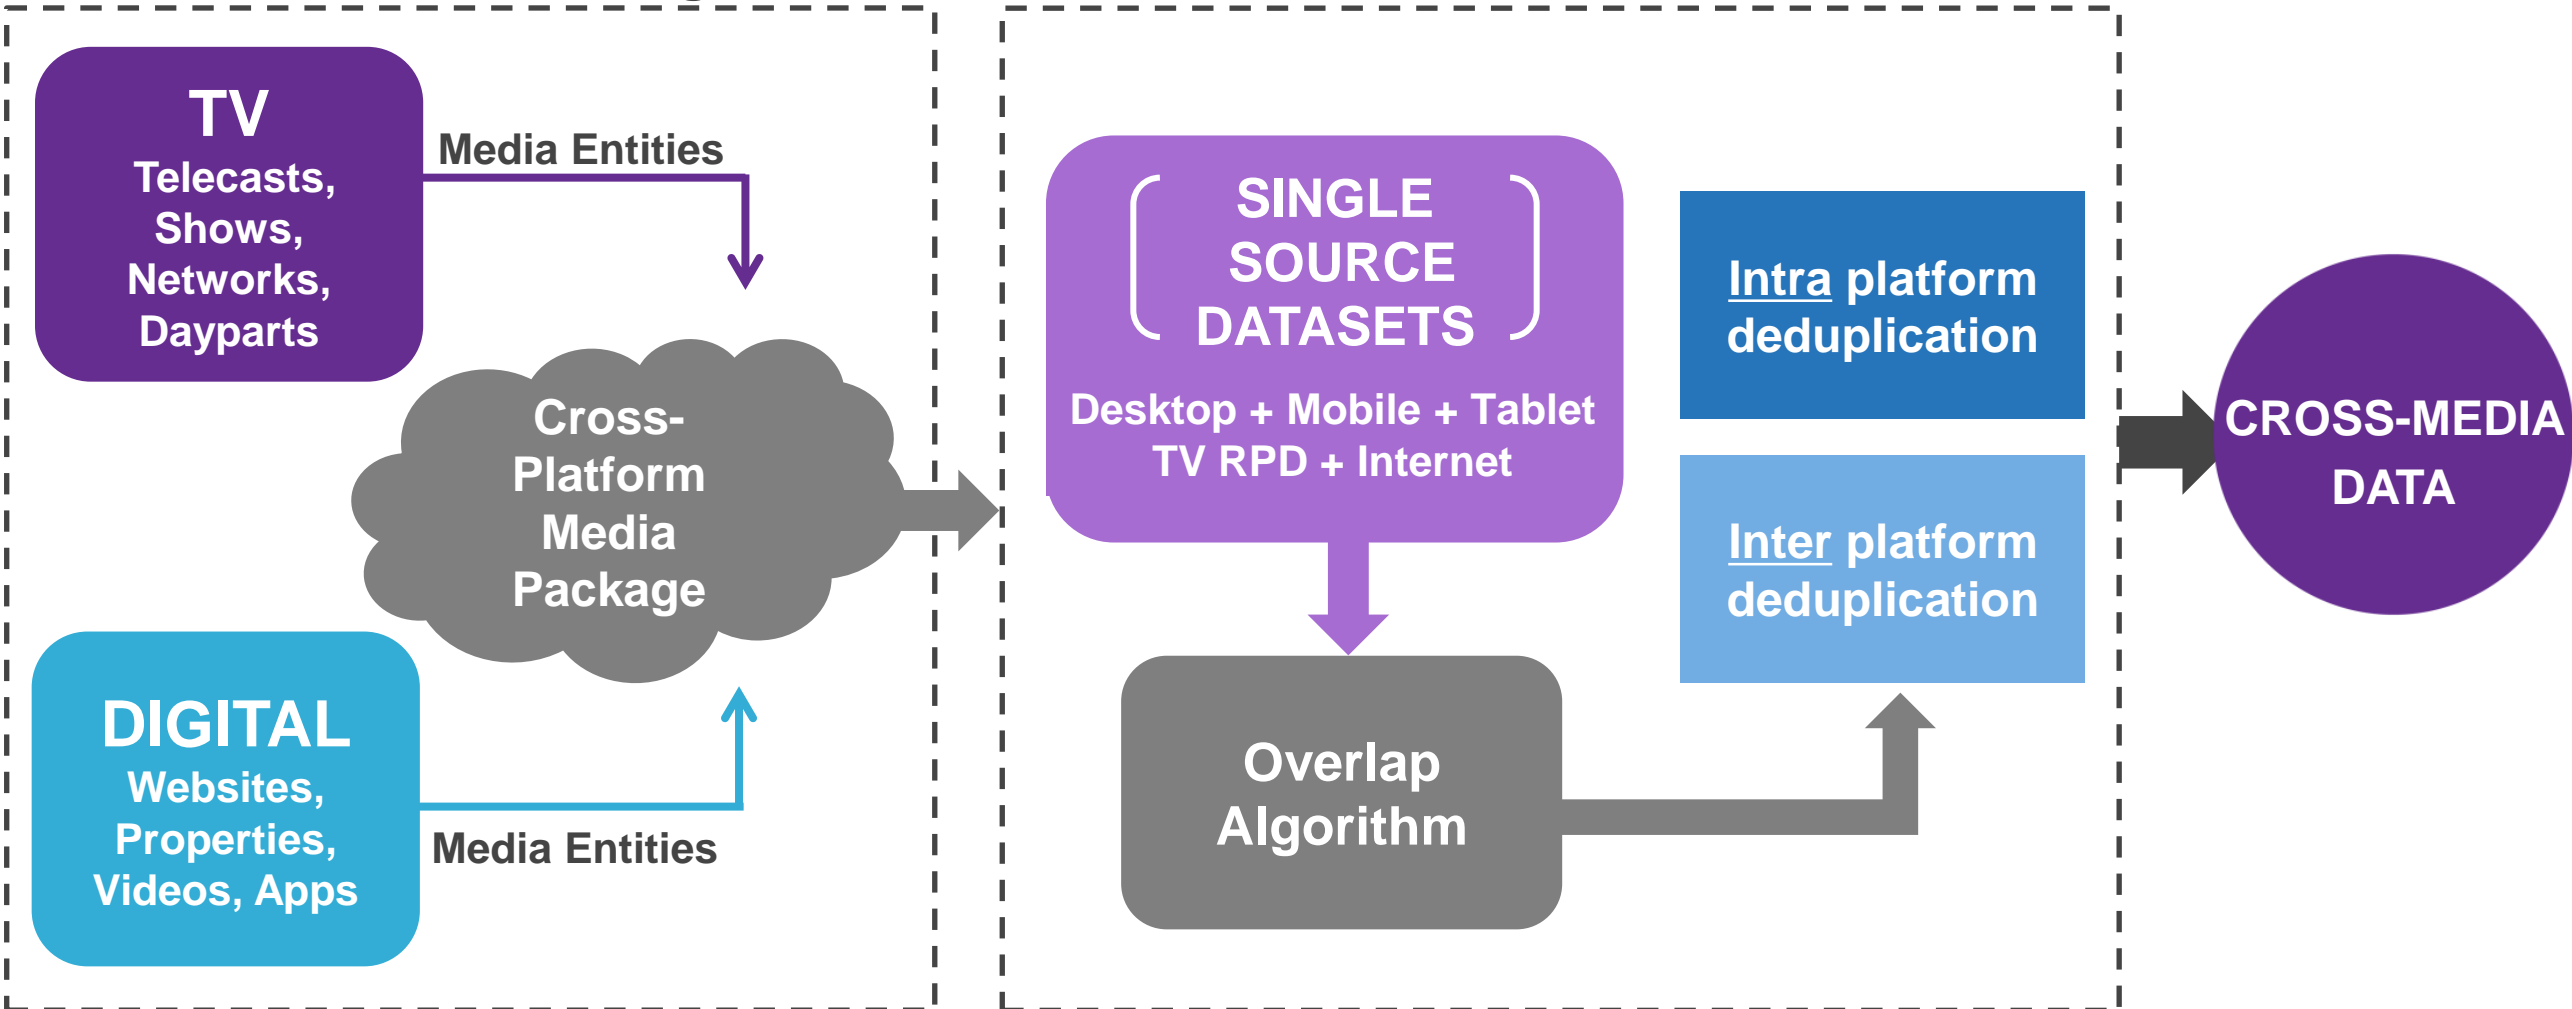 TV
Telecasts,
Shows,
Networks,
Dayparts
Media Entities
Cross-
Platform
Media
Package
DIGITAL
Websites,
Properties,
Videos, Apps
Media Entities
SINGLE
SOURCE
DATASETS
Desktop + Mobile + Tablet
TV RPD + Internet
Overlap
Algorithm
Intra platform
deduplication
Inter platform
deduplication
CROSS-MEDIA
DATA